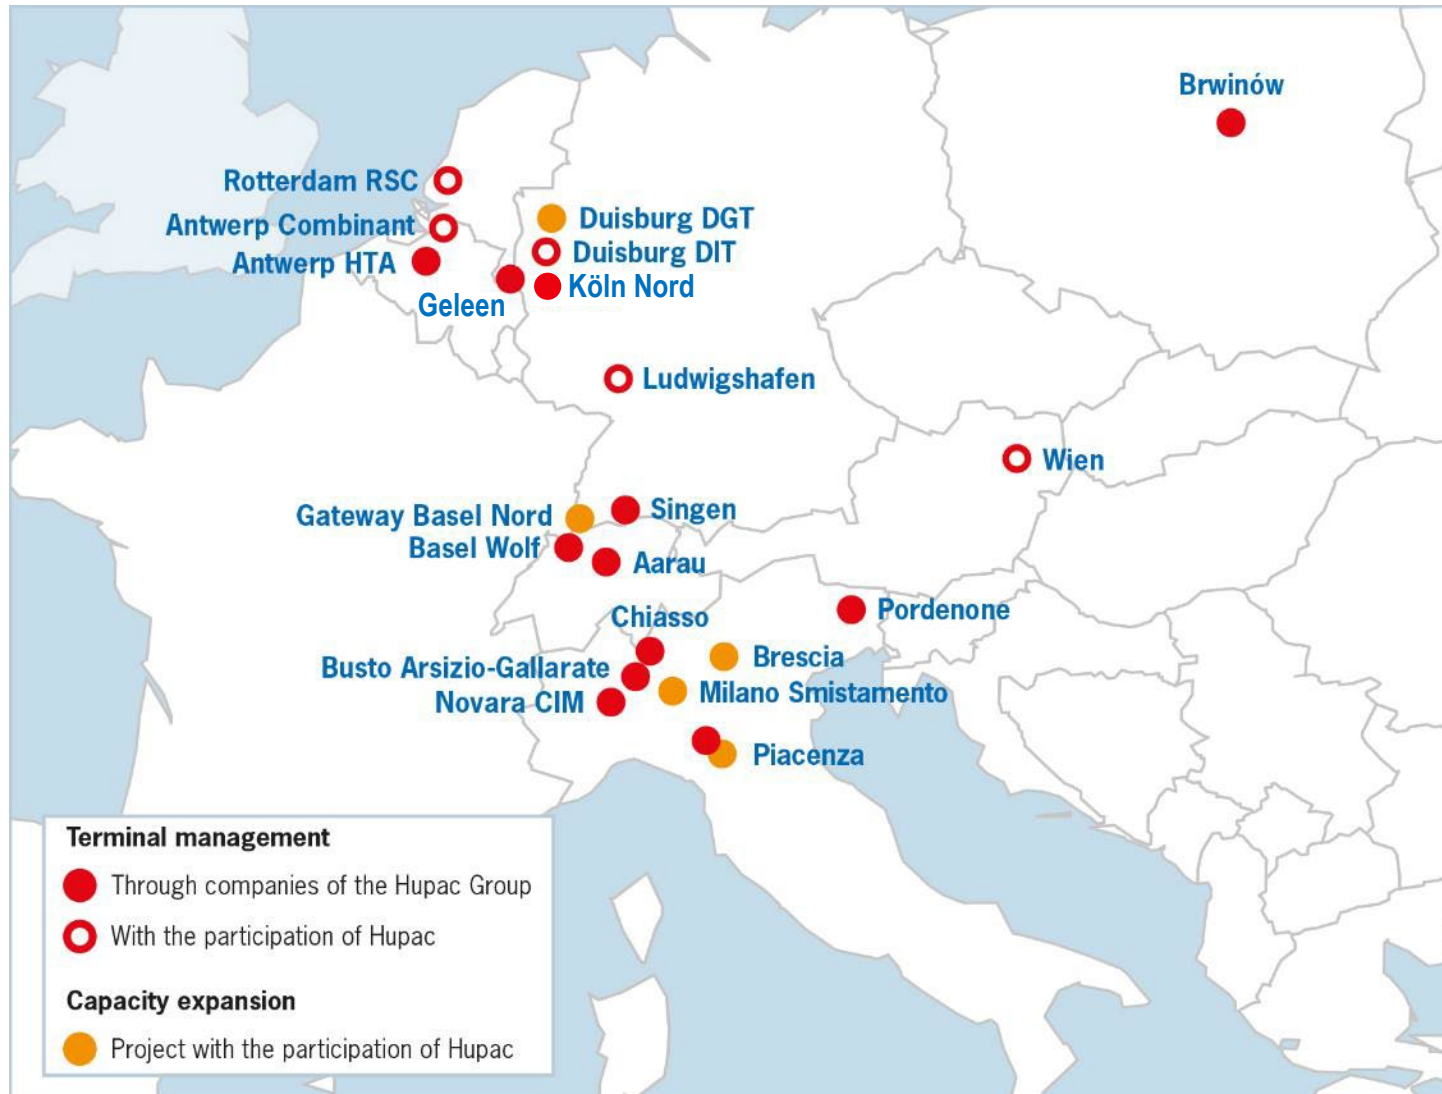 Brwinów
Rotterdam RSC
Antwerp Combinant
Duisburg DGT
Duisburg DIT
Antwerp HTA
Köln Nord
Geleen
Ludwigshafen
Wien
Gateway Basel Nord
Singen
Basel Wolf
Aarau
Chiasso
Pordenone
Busto Arsizio-Gallarate
Brescia
Novara CIM
Milano Smistamento
Piacenza
Terminal management
Through companies of the Hupac Group
With the participation of Hupac
Capacity expansion
Project with the participation of Hupac